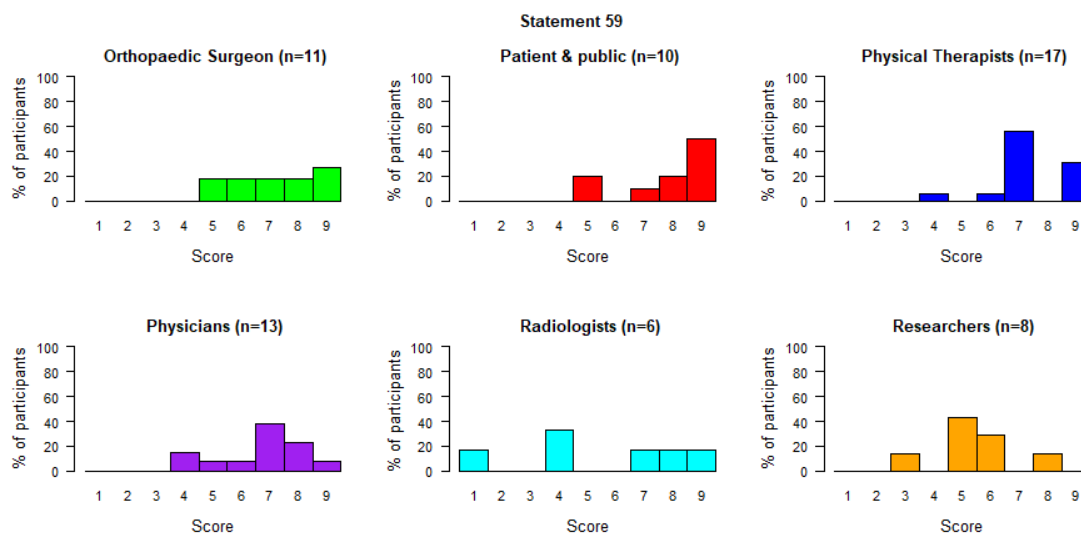 Statement 59
Orthopaedic Surgeon (n=11)
% of participants
100
80
60
40
20
0
1 2 3 4 5 6 7 8 9
Score
Patient & public (n=10)
% of participants
100
80
60
40
20
0
1 2 3 4 5 6 7 8 9
Score
Physical Therapists (n=17)
% of participants
100
80
60
40
20
0
1 2 3 4 5 6 7 8 9
Score
Physicians (n=13)
% of participants
100
80
60
40
20
0
1 2 3 4 5 6 7 8 9
Score
Radiologists (n=6)
% of participants
100
80
60
40
20
0
1 2 3 4 5 6 7 8 9
Score
Researchers (n=8)
% of participants
100
80
60
40
20
0
1 2 3 4 5 6 7 8 9
Score